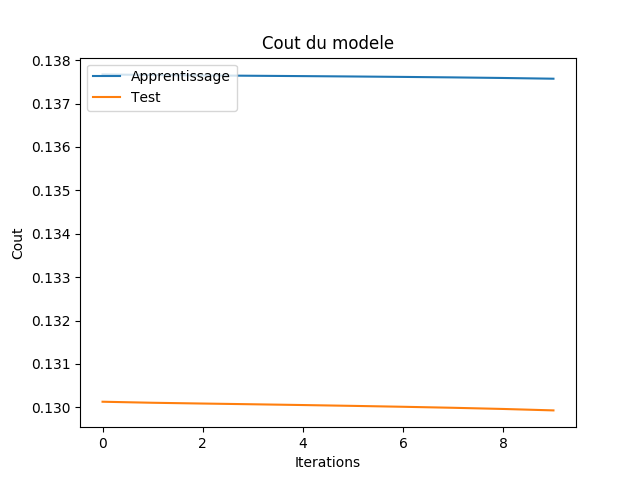 Cout du modele
0.138
0.137
0.136
0.135
0.134
0.133
0.132
0.131
0.130
Cout
Apprentissage
Test
0 2 4 6 8
Iterations